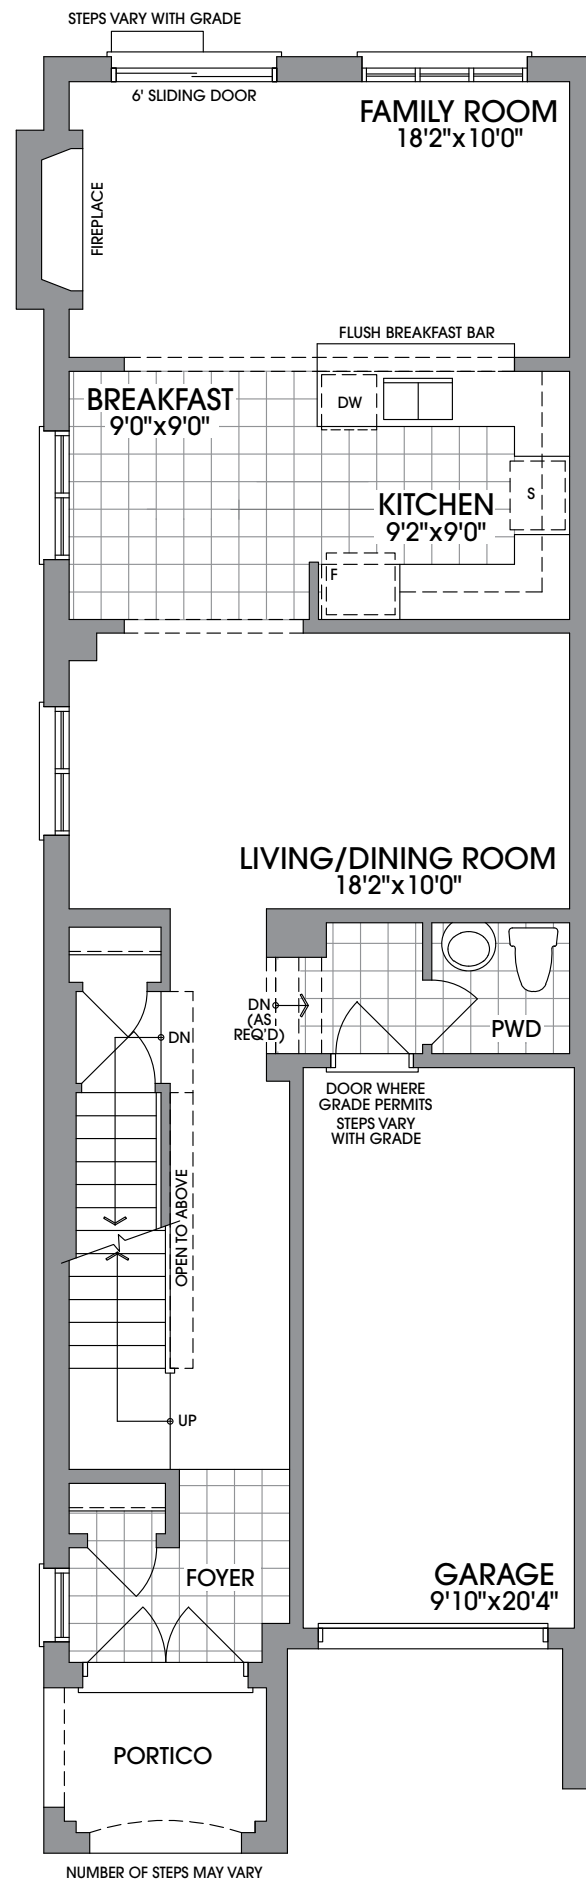 STEPS VARY WITH GRADE
6' SLIDING DOOR
FAMILY ROOM
18'2"x10'0"
FIREPLACE
FLUSH BREAKFAST BAR
BREAKFAST
9'0"x9'0"
DW
KITCHEN
9'2"x9'0"
S
F
LIVING/DINING ROOM
18'2"x10'0"
DN
DN
(AS
REQ'D)
PWD
DOOR WHERE
GRADE PERMITS
STEPS VARY
WITH GRADE
OPEN TO ABOVE
UP
FOYER
GARAGE
9'10"x20'4"
PORTICO
NUMBER OF STEPS MAY VARY